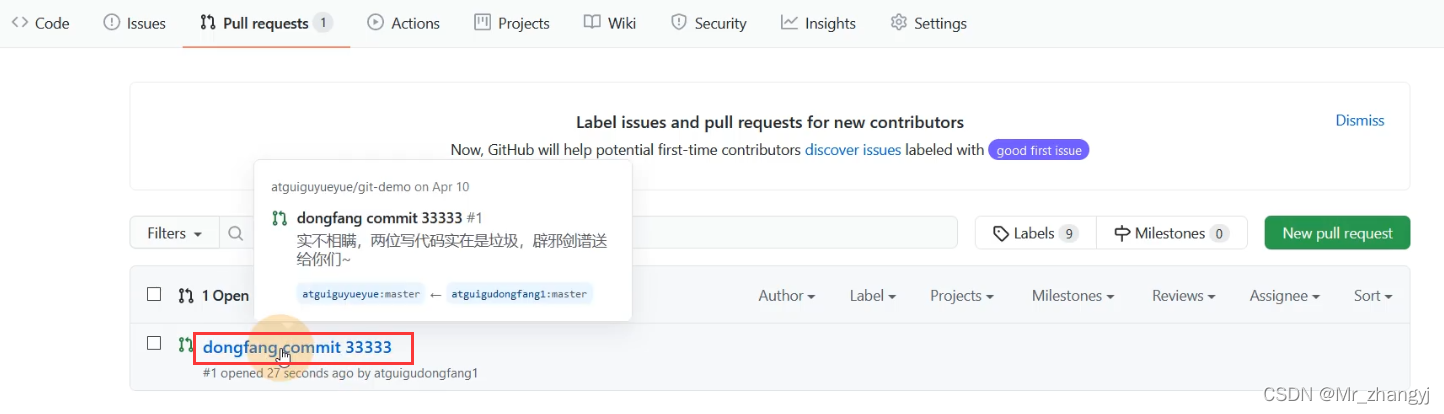 Code Issues Pull requests 1 Actions Projects Wiki Security Insights Settings
Label issues and pull requests for new contributors
Dismiss
Now, GitHub will help potential first-time contributors discover issues labeled with good first issue
atguiguyueyue/git-demo on Apr 10
dongfang commit 33333 #1
实不相瞒，两位写代码实在是垃圾，辟邪剑谱送
给你们~
atguiguyueyue:master ← atguigudongfang1:master
Filters
Labels 9 Milestones 0 New pull request
1 Open
Author Label Projects Milestones Reviews Assignee Sort
dongfang commit 33333
#1 opened 27 seconds ago by atguigudongfang1
CSDN @Mr_zhangyj